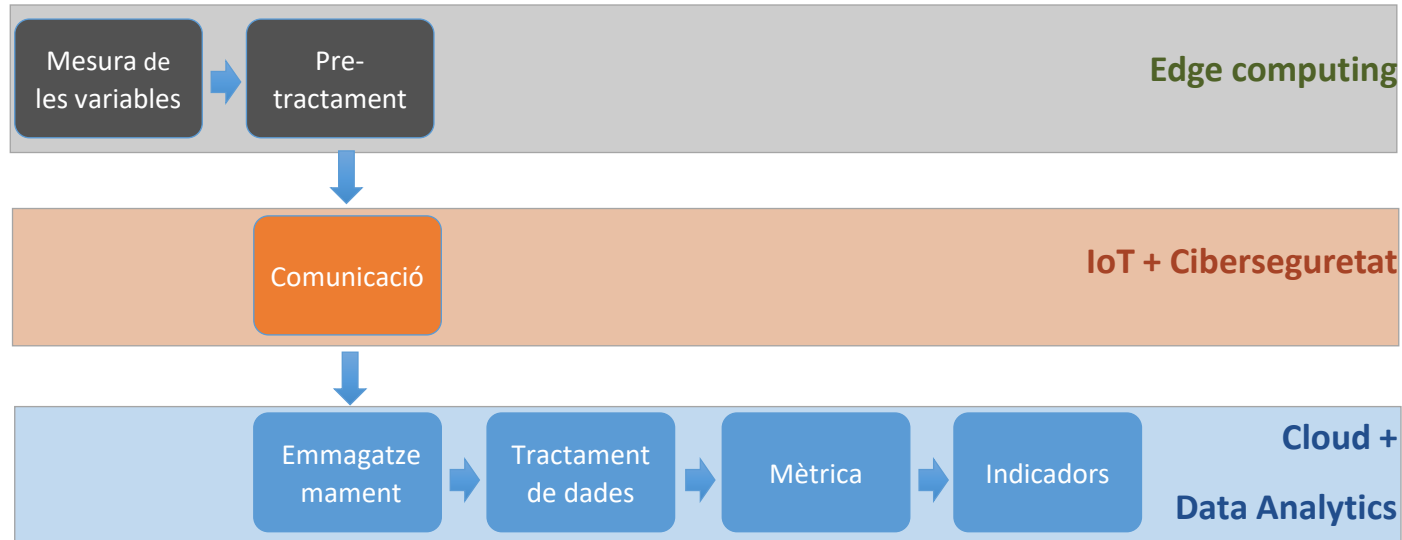 Mesura de
les variables
Pre-
tractament
Edge computing
Comunicació
IoT + Ciberseguretat
Emmagatze
mament
Tractament
de dades
Mètrica
Indicadors
Cloud +
Data Analytics